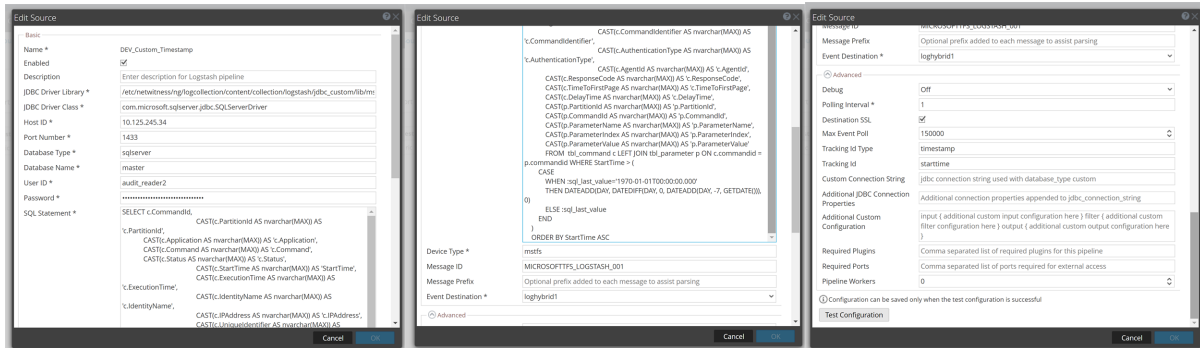 Edit Source
Basic
Name * DEV_Custom_Timestamp
Enabled
Description Enter description for Logstash pipeline
JDBC Driver Library * /etc/netwitness/ng/logcollection/content/collection/logstash/jdbc_custom/lib/ms
JDBC Driver Class * com.microsoft.sqlserver.jdbc.SQLServerDriver
Host ID * 10.125.245.34
Port Number * 1433
Database Type * sqlserver
Database Name * master
User ID * audit_reader2
Password *
SQL Statement * SELECT c.CommandId,
CAST(c.PartitionId AS nvarchar(MAX)) AS
'c.PartitionId',
CAST(c.Application AS nvarchar(MAX)) AS 'c.Application',
CAST(c.Command AS nvarchar(MAX)) AS 'c.Command',
CAST(c.Status AS nvarchar(MAX)) AS 'c.Status',
CAST(c.StartTime AS nvarchar(MAX)) AS 'StartTime',
CAST(c.ExecutionTime AS nvarchar(MAX)) AS
'c.ExecutionTime',
CAST(c.IdentityName AS nvarchar(MAX)) AS
'c.IdentityName',
CAST(c.IPAddress AS nvarchar(MAX)) AS 'c.IPAddress',
CAST(c.UniqueIdentifier AS nvarchar(MAX)) AS
Cancel OK
Edit Source
CAST(c.CommandIdentifier AS nvarchar(MAX)) AS
'c.CommandIdentifier',
CAST(c.AuthenticationType AS nvarchar(MAX)) AS
'c.AuthenticationType',
CAST(c.AgentId AS nvarchar(MAX)) AS 'c.AgentId',
CAST(c.ResponseCode AS nvarchar(MAX)) AS 'c.ResponseCode',
CAST(c.TimeToFirstPage AS nvarchar(MAX)) AS 'c.TimeToFirstPage',
CAST(c.DelayTime AS nvarchar(MAX)) AS 'c.DelayTime',
CAST(p.PartitionId AS nvarchar(MAX)) AS 'p.PartitionId',
CAST(p.CommandId AS nvarchar(MAX)) AS 'p.CommandId',
CAST(p.ParameterName AS nvarchar(MAX)) AS 'p.ParameterName',
CAST(p.ParameterIndex AS nvarchar(MAX)) AS 'p.ParameterIndex',
CAST(p.ParameterValue AS nvarchar(MAX)) AS 'p.ParameterValue'
FROM tbl_command c LEFT JOIN tbl_parameter p ON c.commandid =
p.commandid WHERE StartTime > (
CASE
WHEN :sql_last_value='1970-01-01T00:00:00.000'
THEN DATEADD(DAY, DATEDIFF(DAY, 0, DATEADD(DAY, -7, GETDATE())),
0)
ELSE :sql_last_value
END
)
ORDER BY StartTime ASC
Device Type * mstfs
Message ID MICROSOFTTFS_LOGSTASH_001
Message Prefix Optional prefix added to each message to assist parsing
Event Destination * loghybrid1
Advanced
Cancel OK
Edit Source
Message ID MICROSOFTTFS_LOGSTASH_001
Message Prefix Optional prefix added to each message to assist parsing
Event Destination * loghybrid1
Advanced
Debug Off
Polling Interval * 1
Destination SSL
Max Event Poll 150000
Tracking Id Type timestamp
Tracking Id starttime
Custom Connection String jdbc connection string used with database_type custom
Additional JDBC Connection
Properties Additional connection properties appended to jdbc_connection_string
Additional Custom
Configuration input { additional custom input configuration here } filter { additional custom
filter configuration here } output { additional custom output configuration here
}
Required Plugins Comma separated list of required plugins for this pipeline
Required Ports Comma separated list of ports required for external access
Pipeline Workers 0
Configuration can be saved only when the test configuration is successful
Test Configuration
Cancel OK